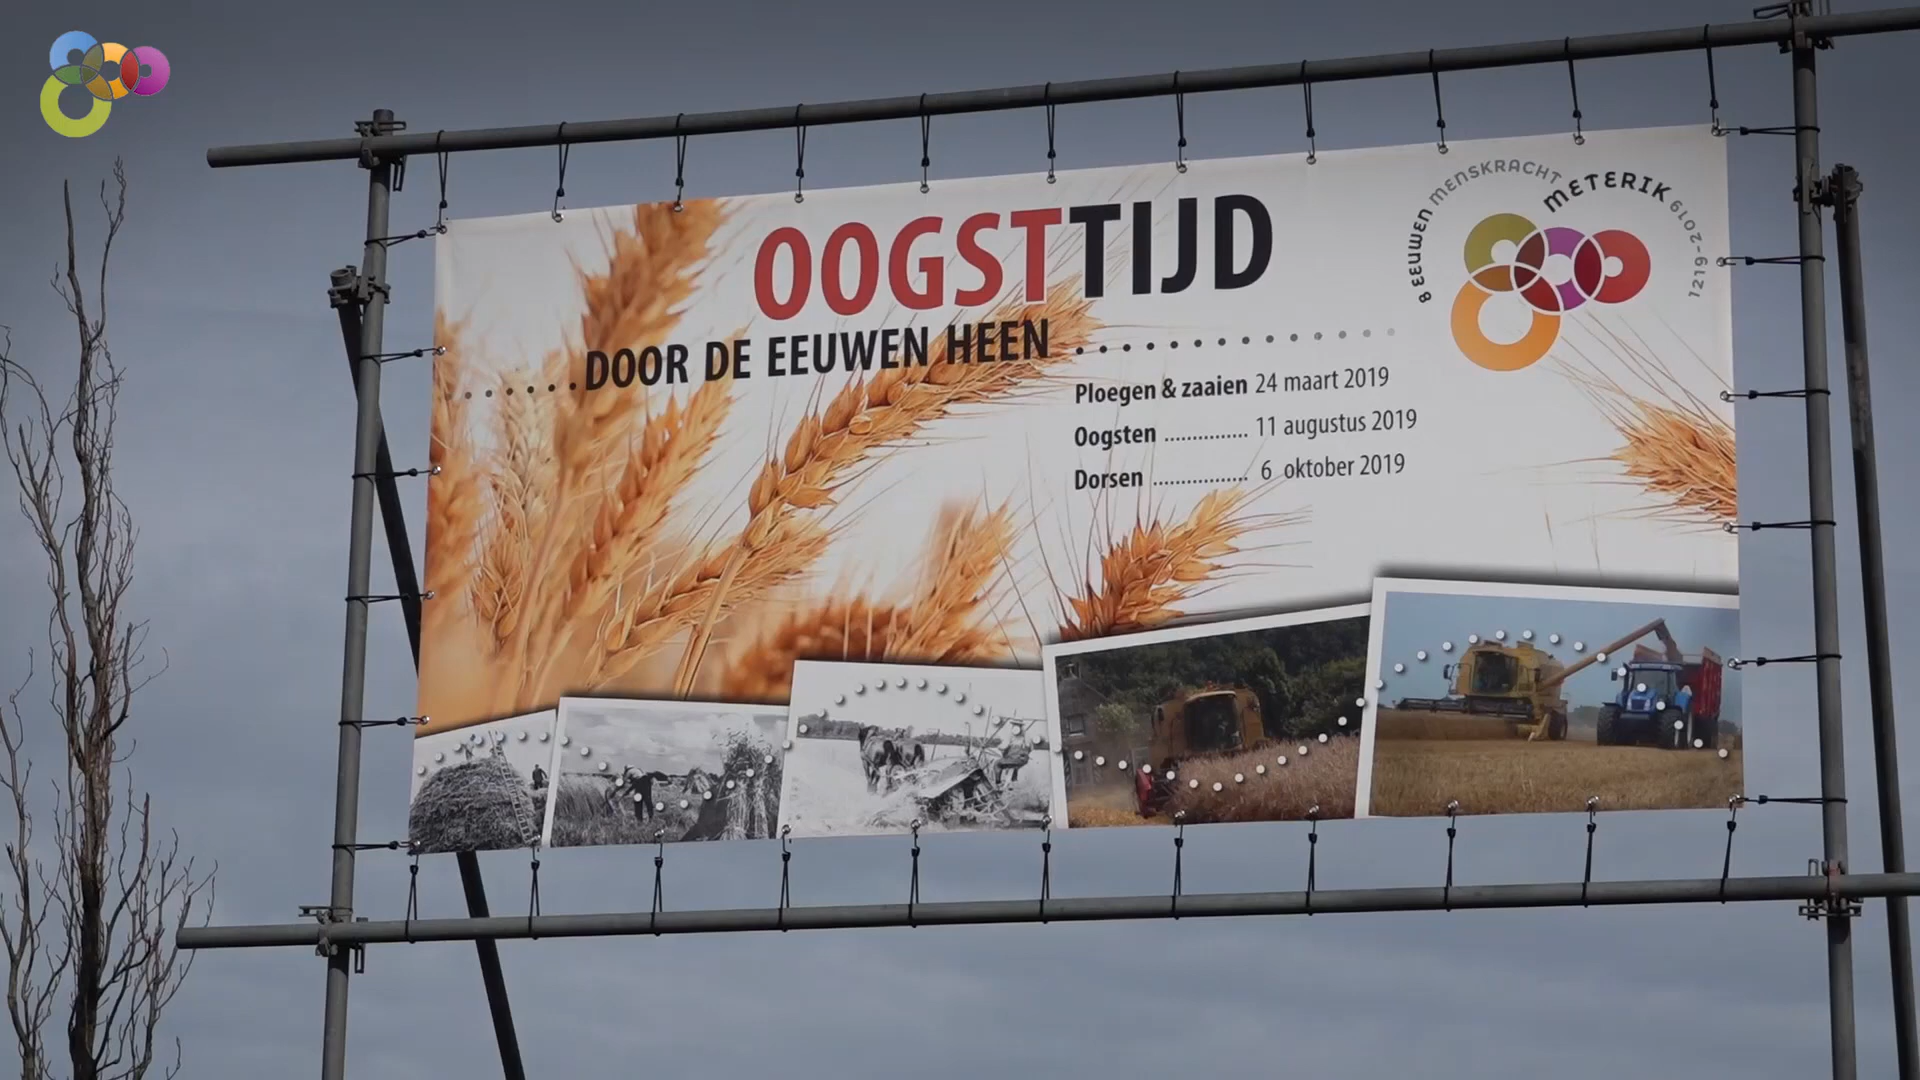 8 EEUWEN MENSKRACHT METERIK 1219-2019
OOGSTTIJD
......DOOR DE EEUWEN HEEN..............
Ploegen & zaaien 24 maart 2019
Oogsten ............... 11 augustus 2019
Dorsen ................. 6 oktober 2019